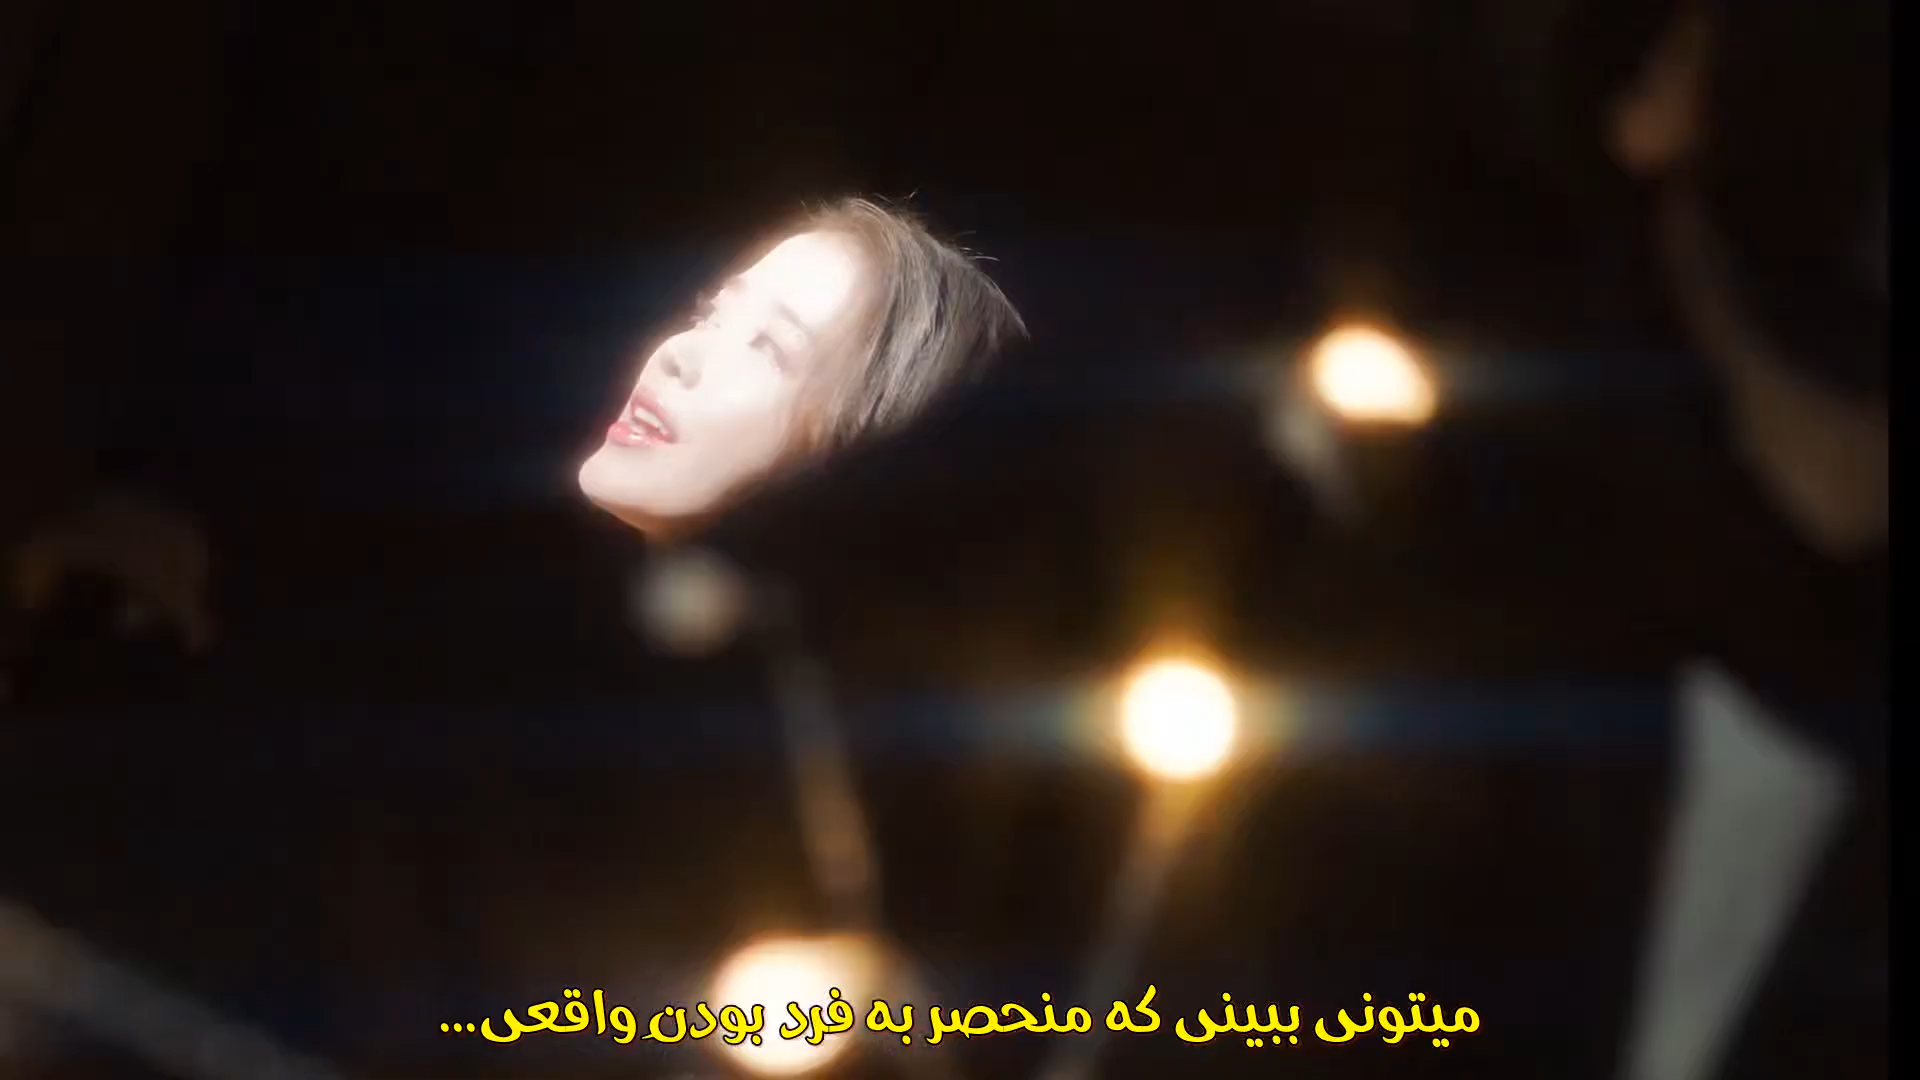 میتونی ببینی که منحصر به فرد بودن واقعی...